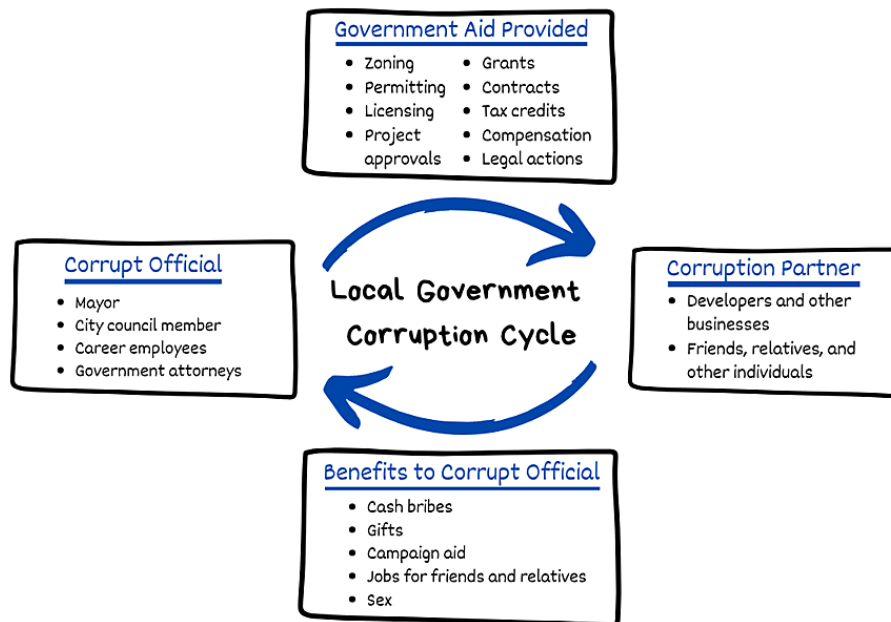 Government Aid Provided
• Zoning
• Permitting
• Licensing
• Project
approvals
• Grants
• Contracts
• Tax credits
• Compensation
• Legal actions
Corrupt Official
• Mayor
• City council member
• Career employees
• Government attorneys
Local Government
Corruption Cycle
Corruption Partner
• Developers and other
businesses
• Friends, relatives, and
other individuals
Benefits to Corrupt Official
• Cash bribes
• Gifts
• Campaign aid
• Jobs for friends and relatives
• Sex